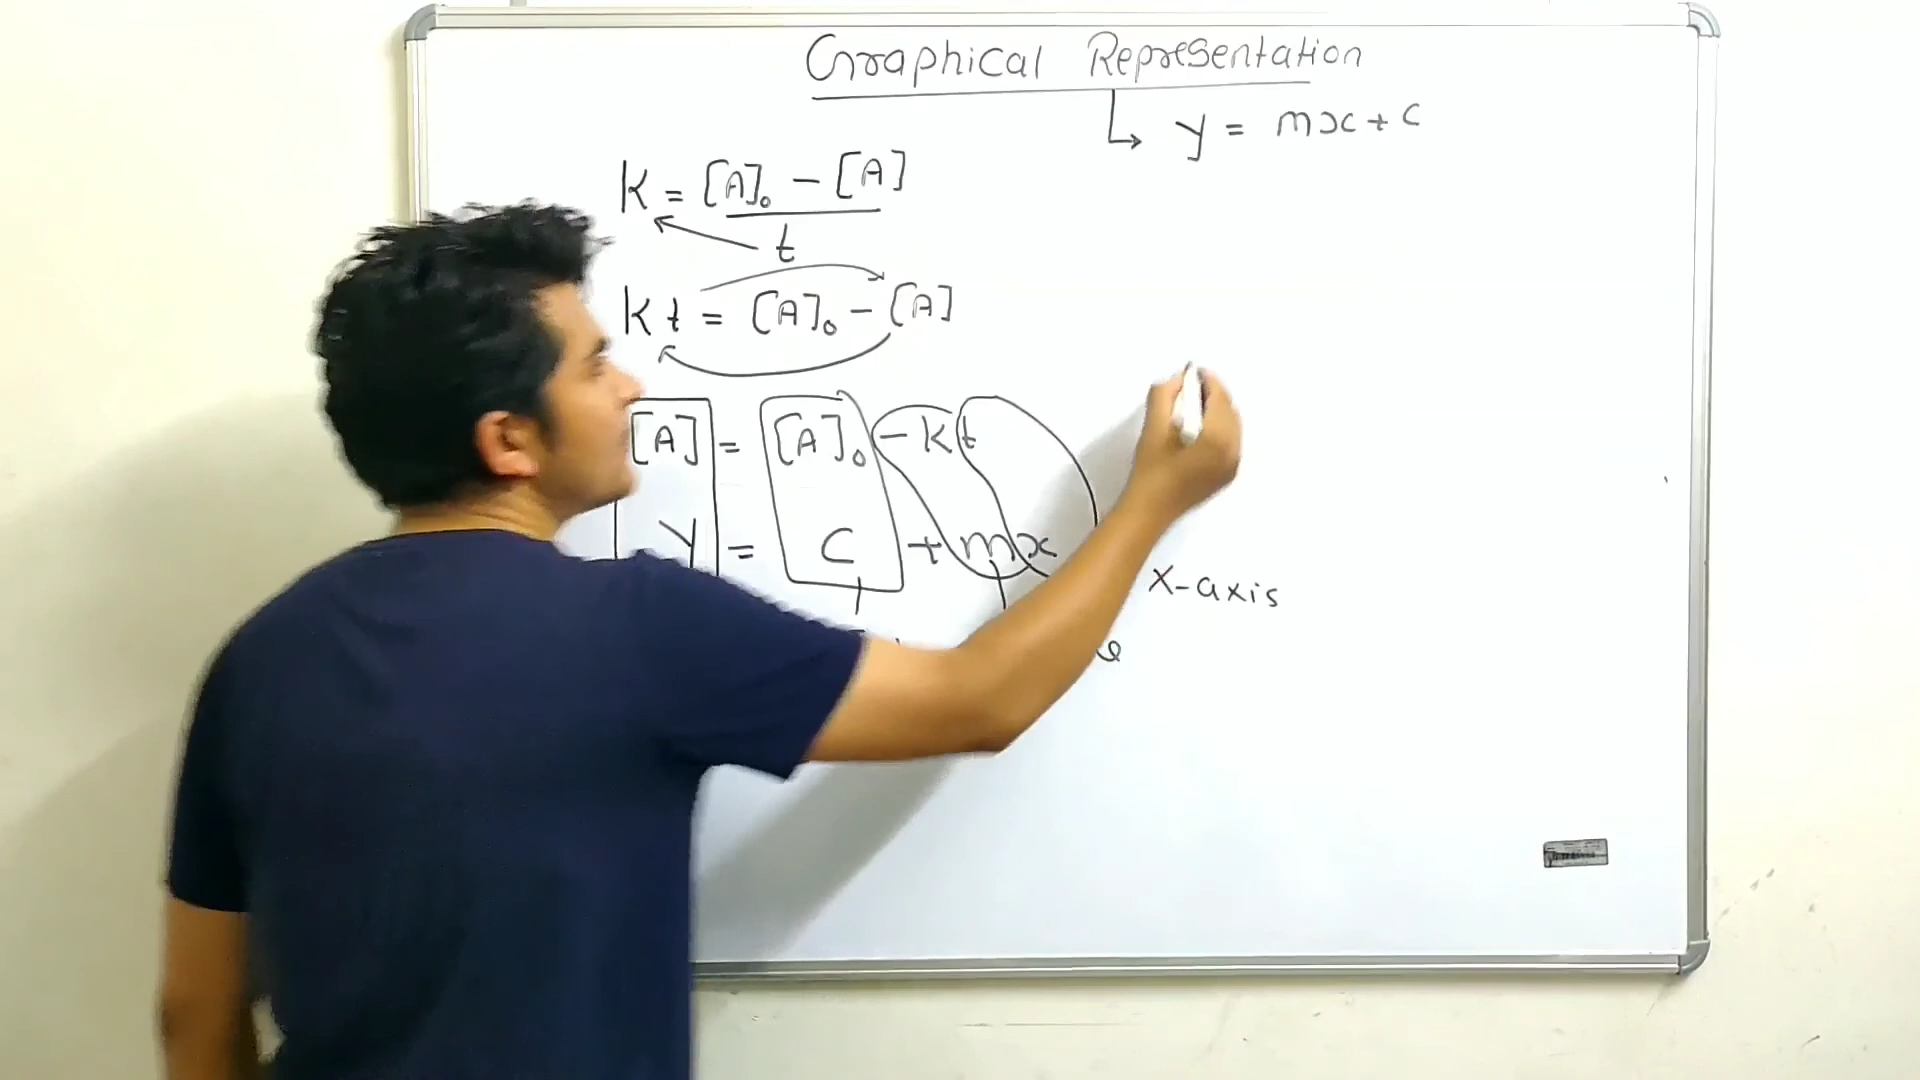 Graphical Representation
y = mx + c
K = [A]₀ - [A]
t
Kt = [A]₀ - [A]
[A] = [A]₀ - kt
Y = C + mx
X-axis